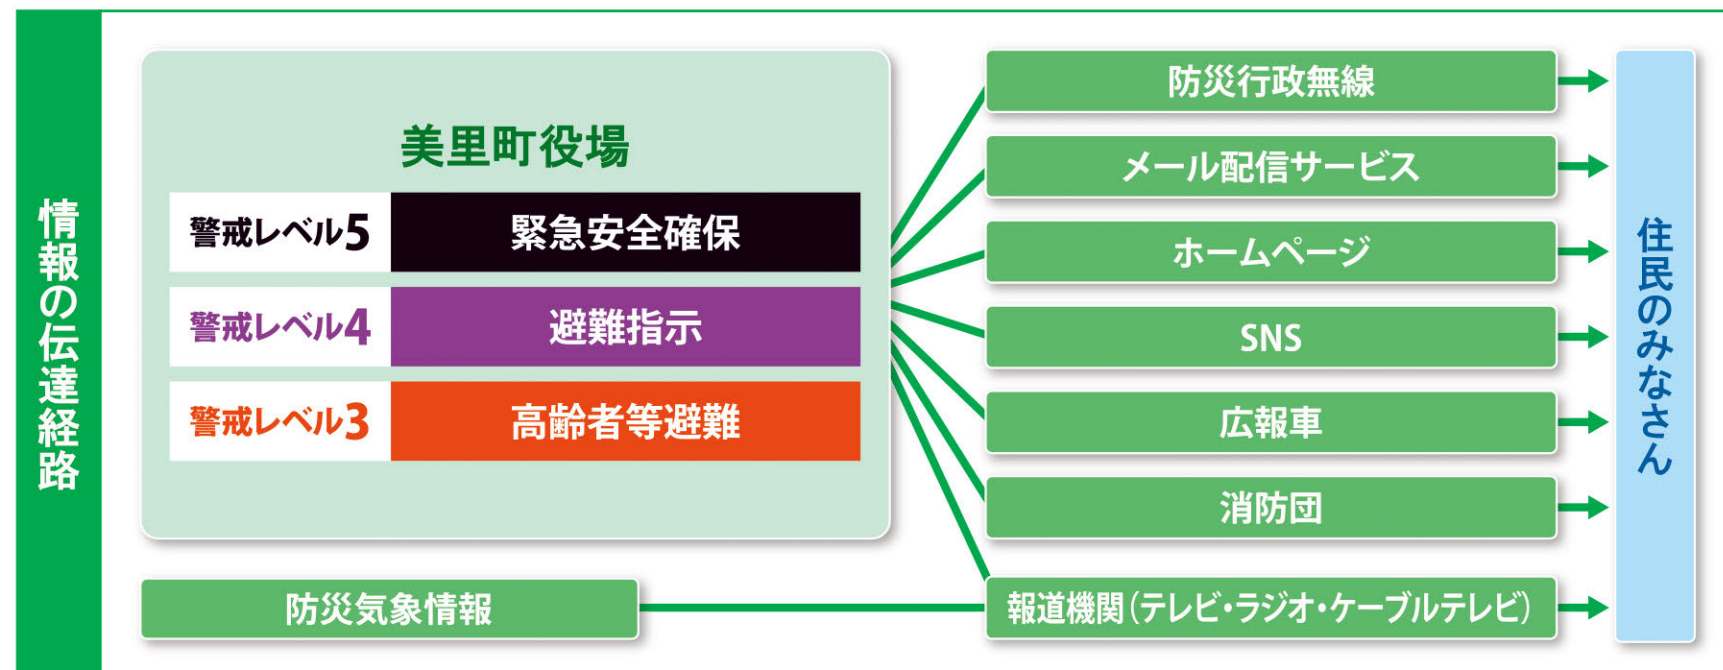 情報の伝達経路
美里町役場
警戒レベル5
緊急安全確保
警戒レベル4
避難指示
警戒レベル3
高齢者等避難
防災気象情報
防災行政無線
メール配信サービス
ホームページ
SNS
広報車
消防団
報道機関(テレビ・ラジオ・ケーブルテレビ)
住民のみなさん